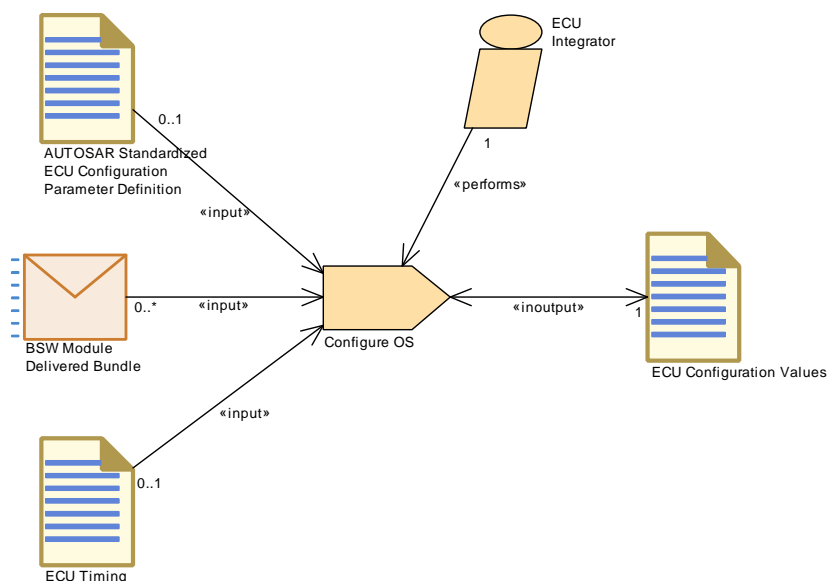 ECU
Integrator
0..1
1
AUTOSAR Standardized
ECU Configuration
Parameter Definition
«performs»
«input»
0..*
«input»
«inoutput»
1
BSW Module
Delivered Bundle
Configure OS
ECU Configuration Values
«input»
0..1
ECU Timing